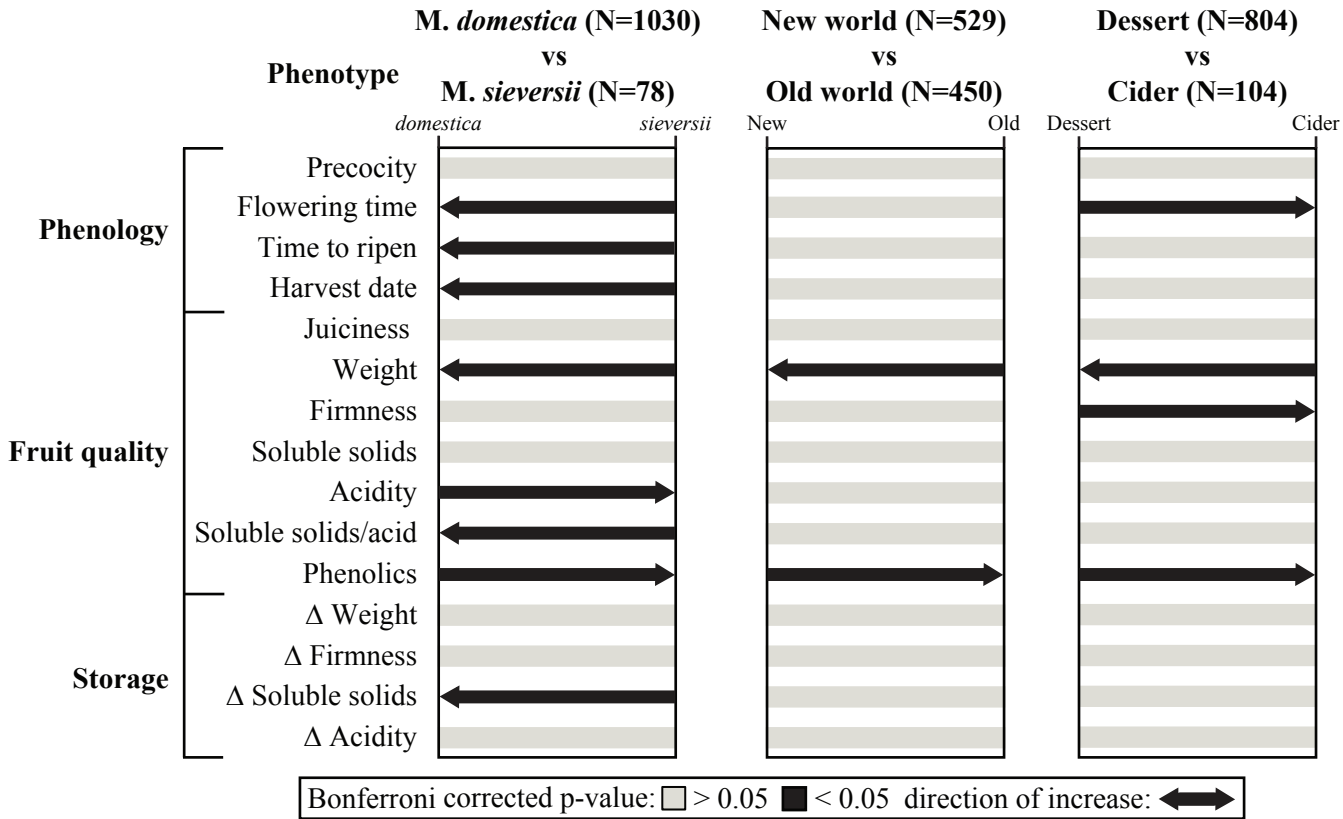 M. domestica (N=1030)
vs
M. sieversii (N=78)
New world (N=529)
vs
Old world (N=450)
Dessert (N=804)
vs
Cider (N=104)
Phenotype
domestica
sieversii
New
Old
Dessert
Cider
Phenology
Precocity
Flowering time
Time to ripen
Harvest date
Fruit quality
Juiciness
Weight
Firmness
Soluble solids
Acidity
Soluble solids/acid
Phenolics
Storage
Δ Weight
Δ Firmness
Δ Soluble solids
Δ Acidity
Bonferroni corrected p-value: > 0.05 < 0.05 direction of increase: